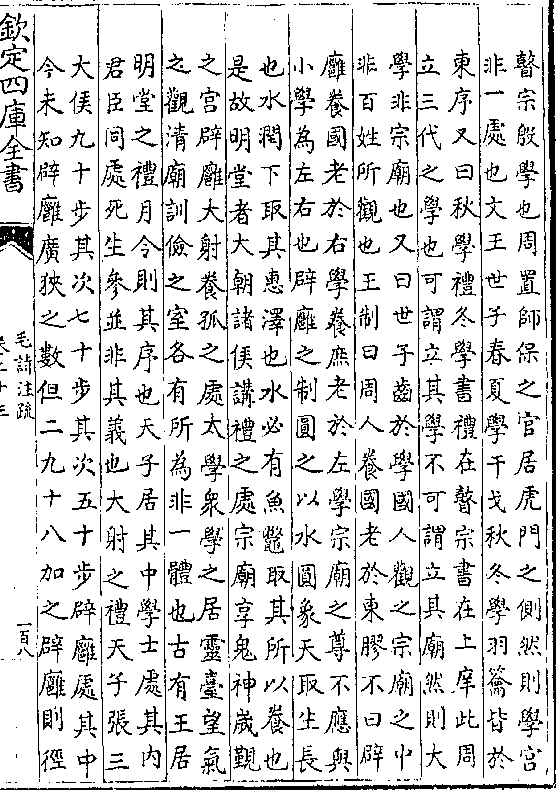 瞽宗殷學也周置師保之官居虎門之側然則學宫
非一處也文王世子春夏學干戈秋冬學羽籥皆於
東序又曰秋學禮冬學書禮在瞽宗書在上庠此周
立三代之學也可謂立其學不可謂立其廟然則大
學非宗廟也又曰世子齒於學國人觀之宗廟之中
非百姓所觀也王制曰周人養國老於東膠不曰辟
廱養國老於右學養庶老於左學宗廟之尊不應與
小學為左右也辟廱之制圓之以水圓象天取生長
也水潤下取其惠澤也水必有魚鼈取其所以養也
是故明堂者大朝諸侯講禮之處宗廟享鬼神歲覲
之宫辟廱大射養孤之處太學衆學之居靈臺望氣
之觀清廟訓儉之室各有所為非一體也古有王居
明堂之禮月令則其序也天子居其中學士處其内
君臣同處死生參並非其義也大射之禮天子張三
大侯九十步其次七十步其次五十步辟廱處其中
今未知辟廱廣狹之數但二九十八加之辟廱則徑
欽定四庫全書
毛詩注疏
卷二十三
一百八